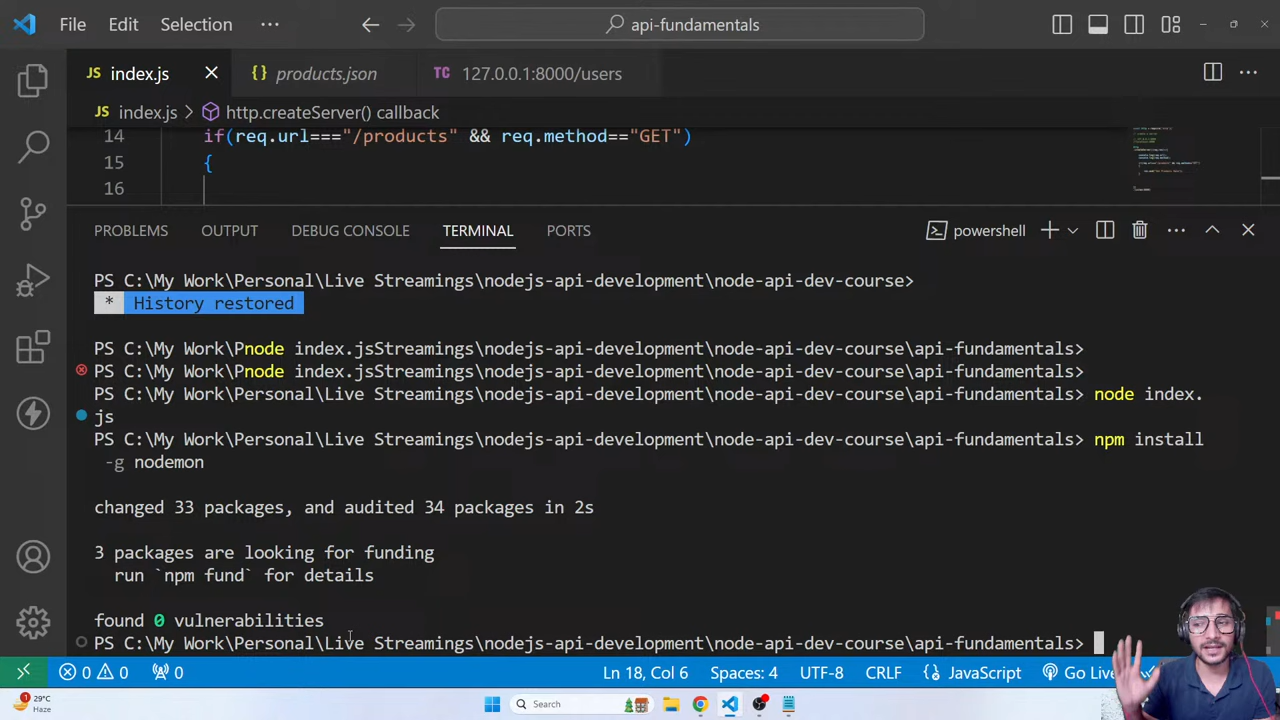 File Edit Selection ··· api-fundamentals
JS index.js {} products.json TC 127.0.0.1:8000/users
JS index.js > http.createServer() callback
14 if(req.url==="/products" && req.method=="GET")
15 {
16
PROBLEMS OUTPUT DEBUG CONSOLE TERMINAL PORTS powershell
PS C:\My Work\Personal\Live Streamings\nodejs-api-development\node-api-dev-course>
* History restored
PS C:\My Work\Pnode index.jsStreamings\nodejs-api-development\node-api-dev-course\api-fundamentals>
PS C:\My Work\Pnode index.jsStreamings\nodejs-api-development\node-api-dev-course\api-fundamentals>
PS C:\My Work\Personal\Live Streamings\nodejs-api-development\node-api-dev-course\api-fundamentals> node index.
js
PS C:\My Work\Personal\Live Streamings\nodejs-api-development\node-api-dev-course\api-fundamentals> npm install
-g nodemon
changed 33 packages, and audited 34 packages in 2s
3 packages are looking for funding
run `npm fund` for details
found 0 vulnerabilities
PS C:\My Work\Personal\Live Streamings\nodejs-api-development\node-api-dev-course\api-fundamentals>
0 0 0 Ln 18, Col 6 Spaces: 4 UTF-8 CRLF {} JavaScript Go Live
1 29°C Search
Haze